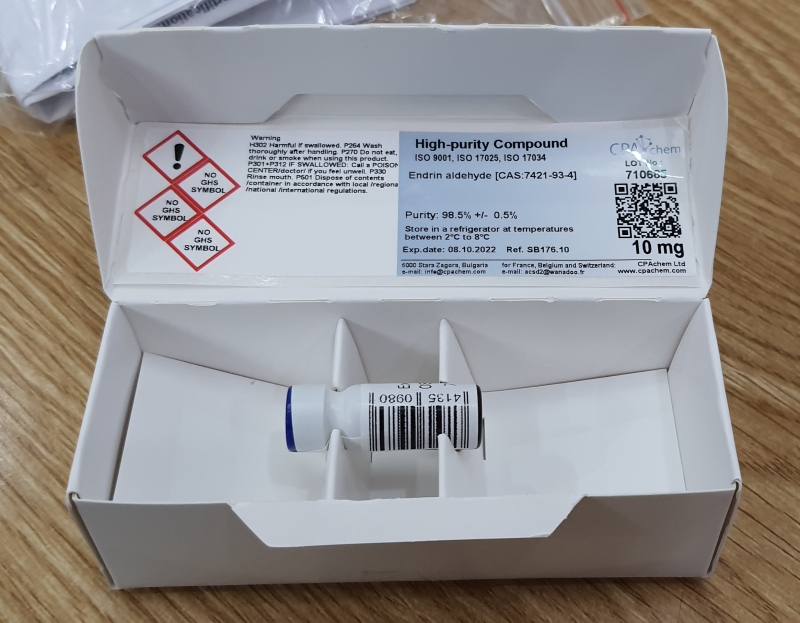 Warning
H302 Harmful if swallowed. P264 Wash
thoroughly after handling. P270 Do not eat,
drink or smoke when using this product.
P301+P312 IF SWALLOWED: Call a POISON
CENTER/doctor/ if you feel unwell. P330
Rinse mouth. P501 Dispose of contents
/container in accordance with local /regiona
/national /international regulations.
NO
GHS
SYMBOL
NO
GHS
SYMBOL
NO
GHS
SYMBOL
High-purity Compound
ISO 9001, ISO 17025, ISO 17034
Endrin aldehyde [CAS:7421-93-4]
Purity: 98.5% +/- 0.5%
Store in a refrigerator at temperatures
between 2ºC to 8ºC
Exp.date: 08.10.2022 Ref. SB176.10
6000 Stara Zagora, Bulgaria
e-mail: info@cpachem.com
for France, Belgium and Switzerland:
e-mail: acsd2@wanadoo.fr
CPAchem
LOT No:
710665
10 mg
CPAchem Ltd
www.cpachem.com
4135
0980